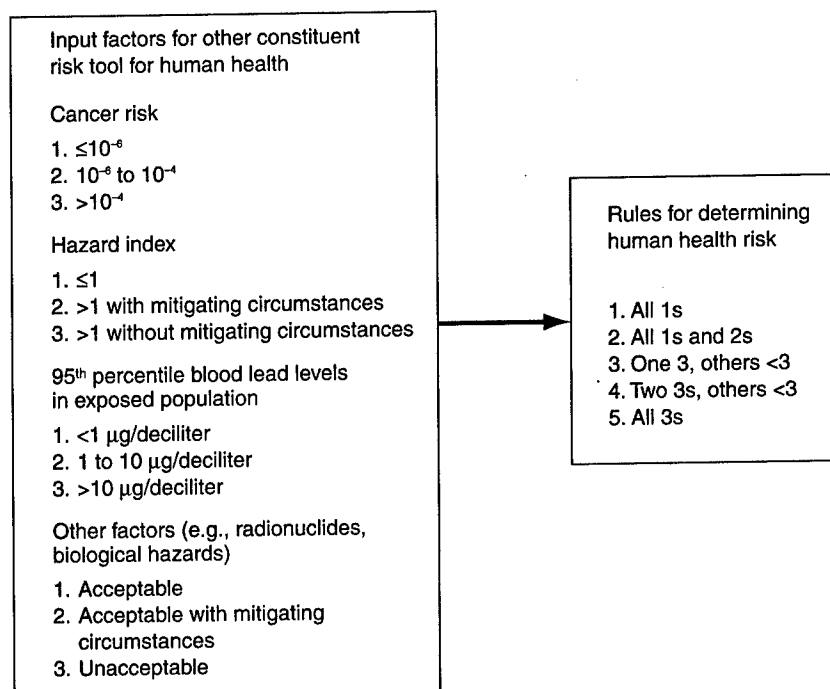 Input factors for other constituent
risk tool for human health
Cancer risk
1. ≤10⁻⁶
2. 10⁻⁶ to 10⁻⁴
3. >10⁻⁴
Hazard index
1. ≤1
2. >1 with mitigating circumstances
3. >1 without mitigating circumstances
95th percentile blood lead levels
in exposed population
1. <1 μg/deciliter
2. 1 to 10 μg/deciliter
3. >10 μg/deciliter
Other factors (e.g., radionuclides,
biological hazards)
1. Acceptable
2. Acceptable with mitigating
circumstances
3. Unacceptable
Rules for determining
human health risk
1. All 1s
2. All 1s and 2s
3. One 3, others <3
4. Two 3s, others <3
5. All 3s